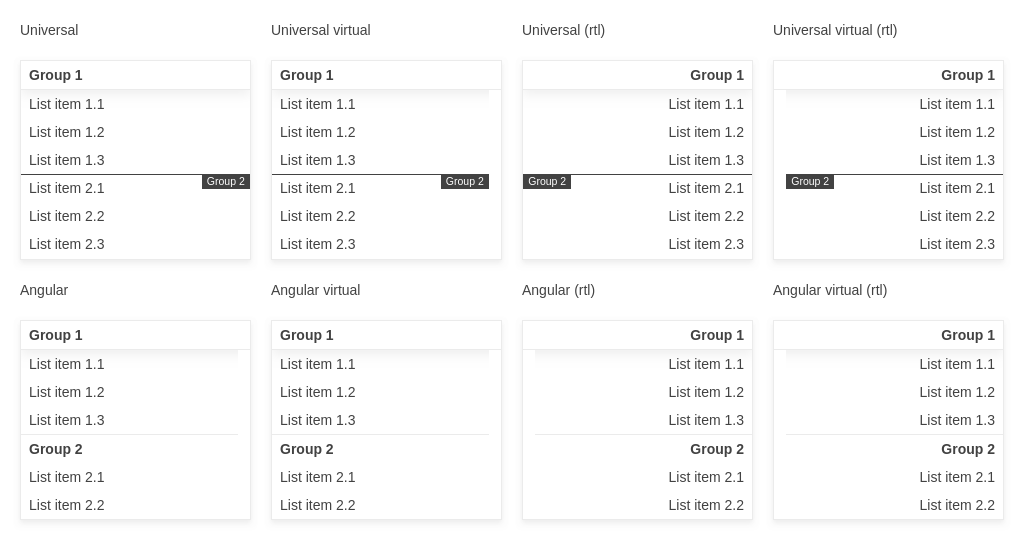 Universal
Group 1
List item 1.1
List item 1.2
List item 1.3
Group 2
List item 2.1
List item 2.2
List item 2.3
Universal virtual
Group 1
List item 1.1
List item 1.2
List item 1.3
Group 2
List item 2.1
List item 2.2
List item 2.3
Universal (rtl)
Group 1
List item 1.1
List item 1.2
List item 1.3
Group 2
List item 2.1
List item 2.2
List item 2.3
Universal virtual (rtl)
Group 1
List item 1.1
List item 1.2
List item 1.3
Group 2
List item 2.1
List item 2.2
List item 2.3
Angular
Group 1
List item 1.1
List item 1.2
List item 1.3
Group 2
List item 2.1
List item 2.2
Angular virtual
Group 1
List item 1.1
List item 1.2
List item 1.3
Group 2
List item 2.1
List item 2.2
Angular (rtl)
Group 1
List item 1.1
List item 1.2
List item 1.3
Group 2
List item 2.1
List item 2.2
Angular virtual (rtl)
Group 1
List item 1.1
List item 1.2
List item 1.3
Group 2
List item 2.1
List item 2.2